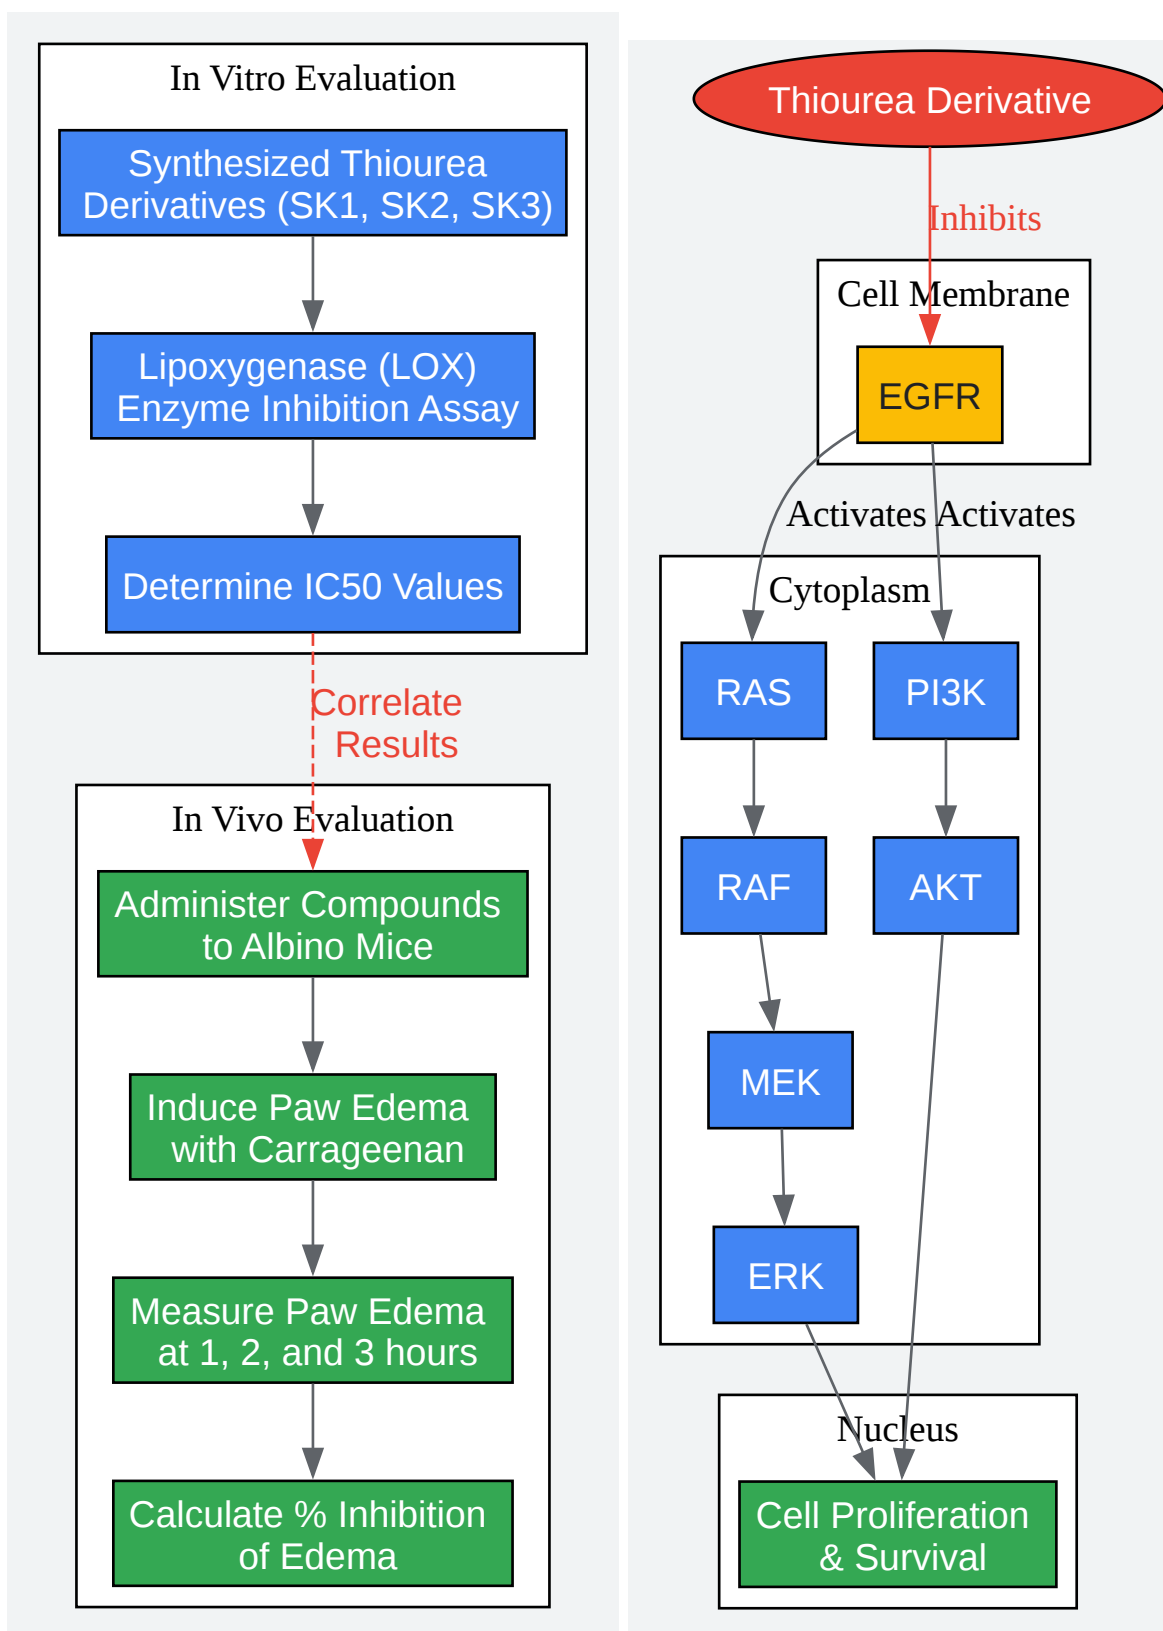 In Vitro Evaluation
Synthesized Thiourea
Derivatives (SK1, SK2, SK3)
Lipoxygenase (LOX)
Enzyme Inhibition Assay
Determine IC50 Values
Correlate
Results
In Vivo Evaluation
Administer Compounds
to Albino Mice
Induce Paw Edema
with Carrageenan
Measure Paw Edema
at 1, 2, and 3 hours
Calculate % Inhibition
of Edema
Thiourea Derivative
Inhibits
Cell Membrane
EGFR
Activates Activates
Cytoplasm
RAS PI3K
RAF AKT
MEK
ERK
Nucleus
Cell Proliferation
& Survival